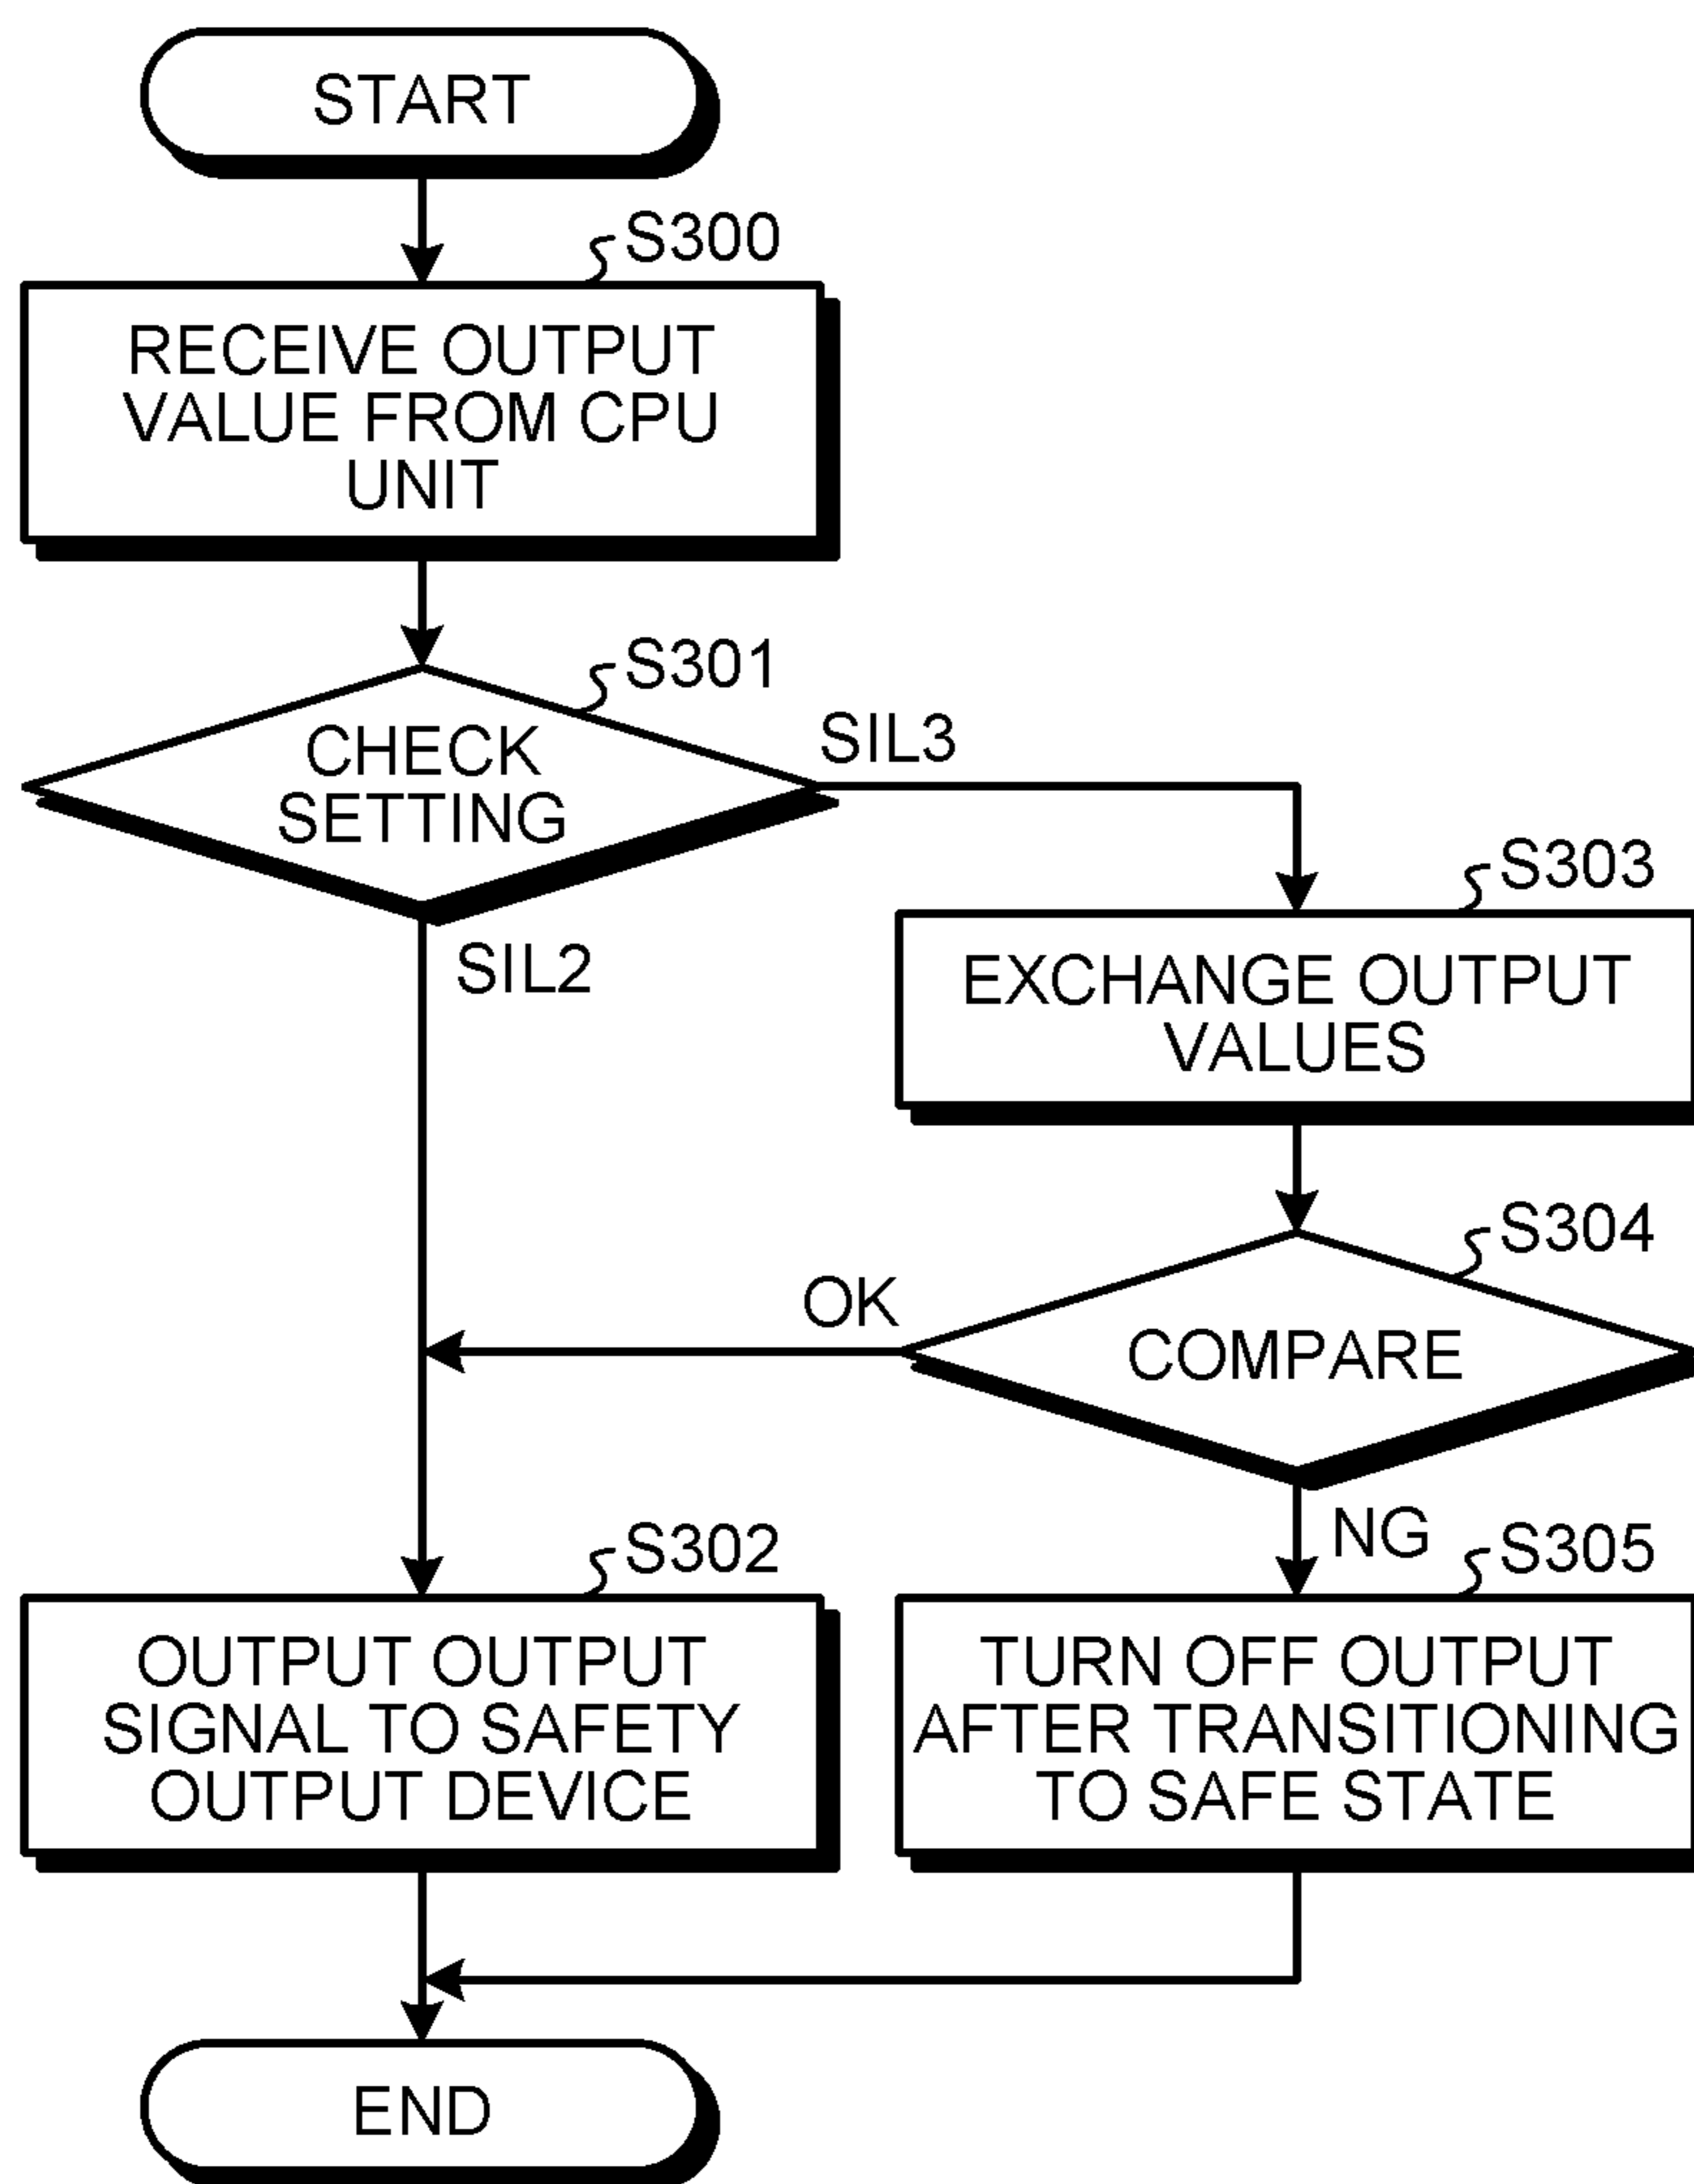 START
S300
RECEIVE OUTPUT
VALUE FROM CPU
UNIT
S301
CHECK
SETTING
SIL3
SIL2
S303
EXCHANGE OUTPUT
VALUES
S304
COMPARE
OK
NG
S302
OUTPUT OUTPUT
SIGNAL TO SAFETY
OUTPUT DEVICE
S305
TURN OFF OUTPUT
AFTER TRANSITIONING
TO SAFE STATE
END